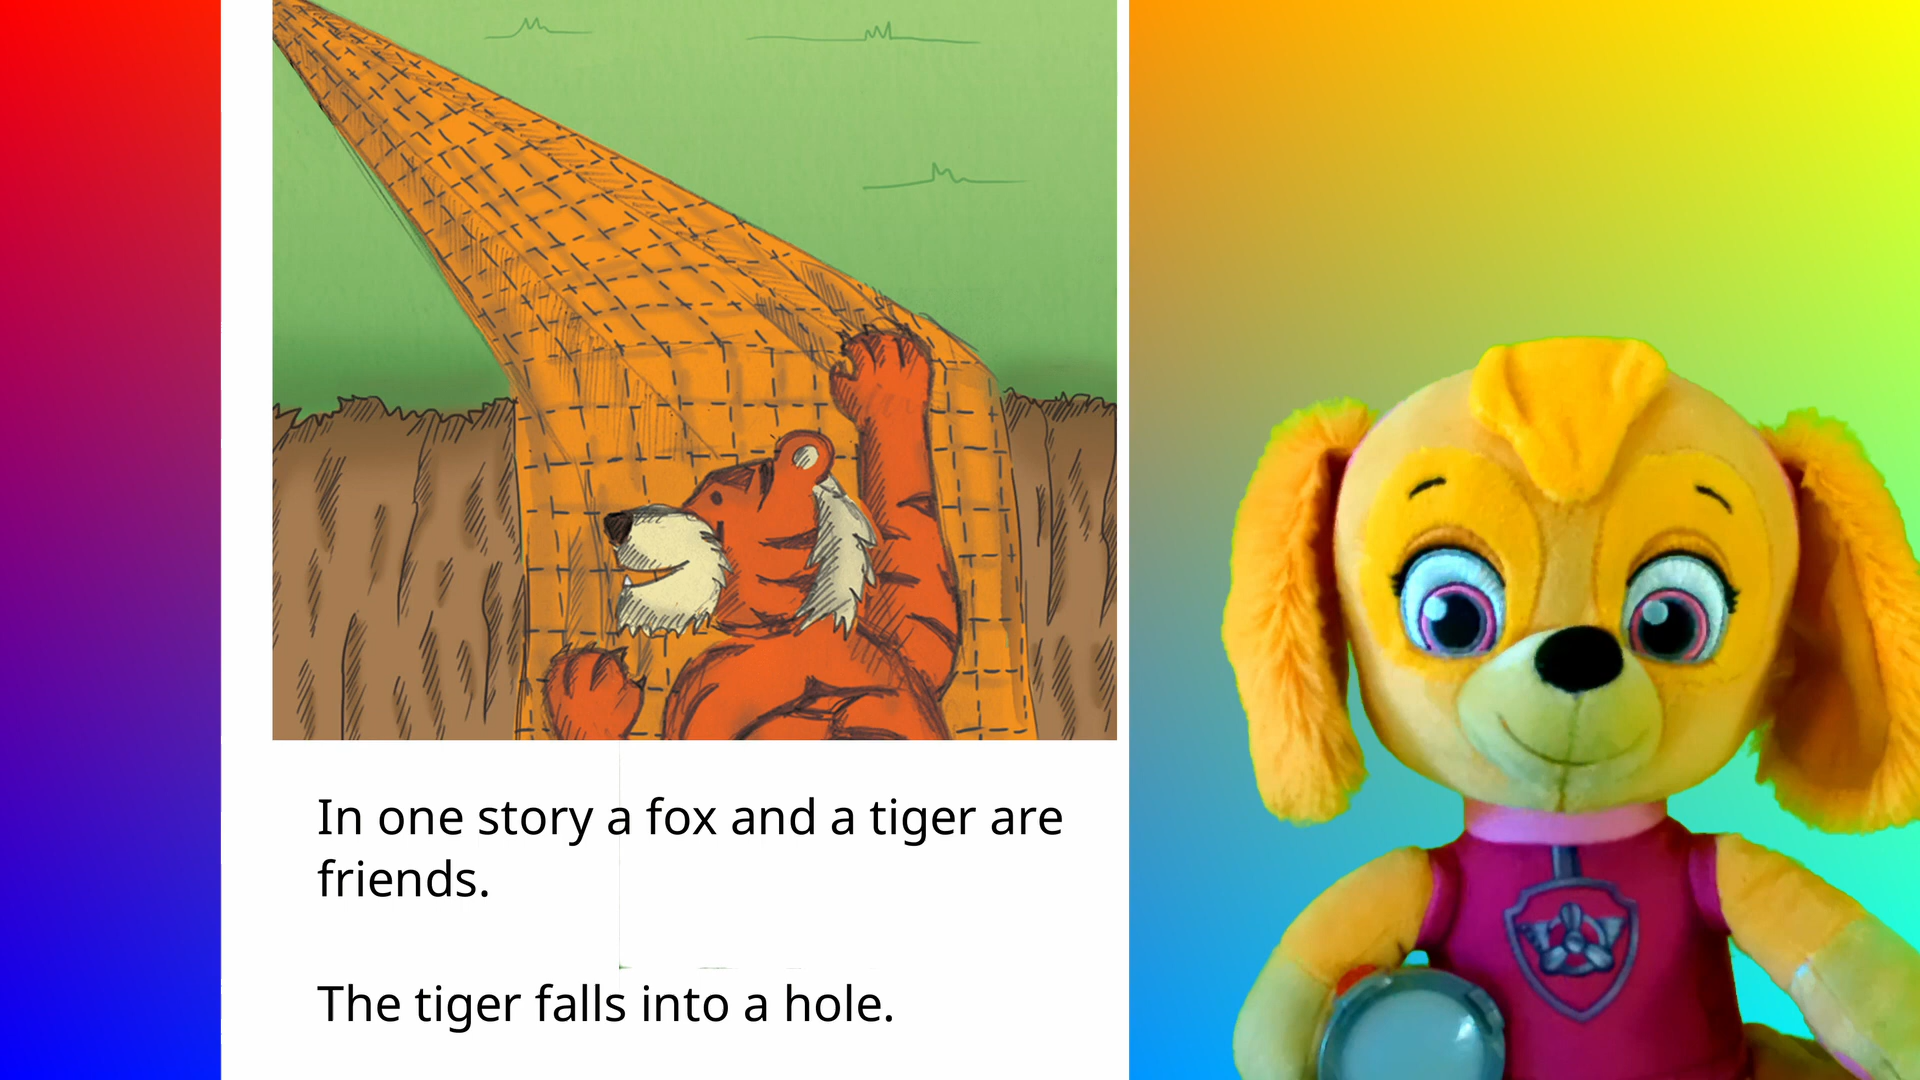 In one story a fox and a tiger are
friends.
The tiger falls into a hole.